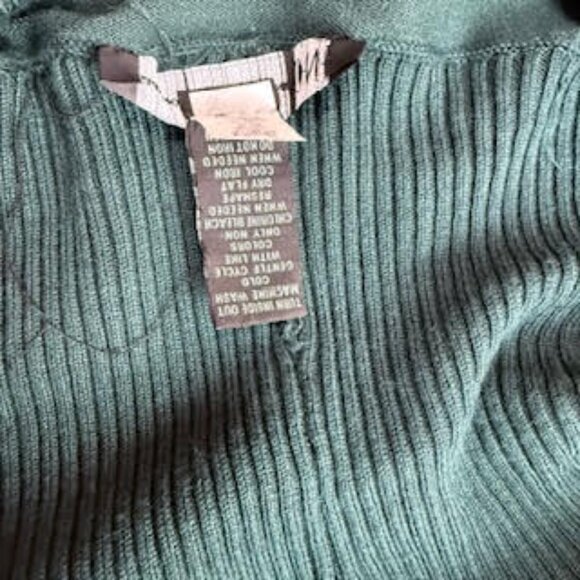 M
TURN INSIDE OUT
MACHINE WASH
COLD
GENTLE CYCLE
WITH LIKE
COLORS
ONLY NON
CHLORINE BLEACH
WHEN NEEDED
RESHAPE
DRY FLAT
COOL IRON
WHEN NEEDED
DO NOT IRON